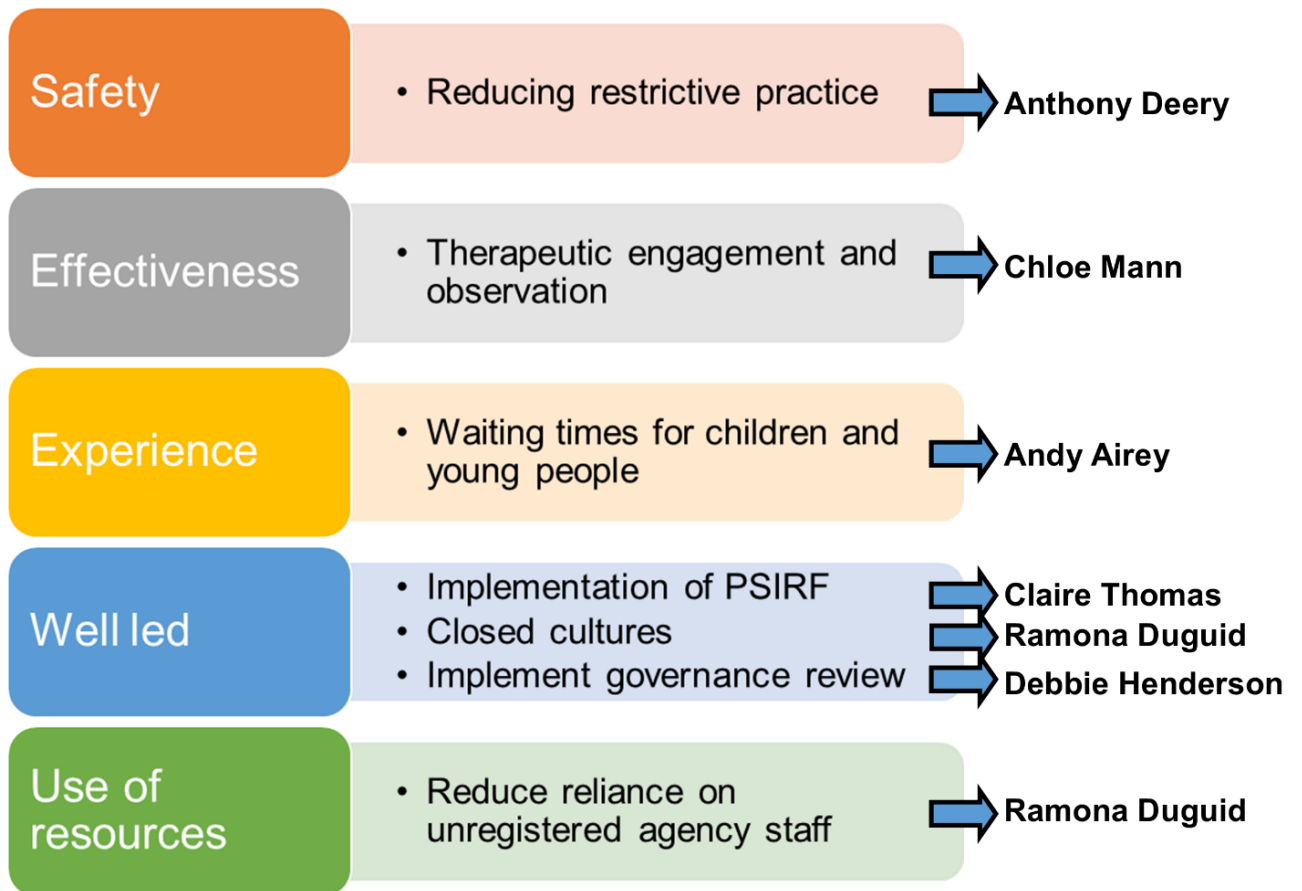 Safety
• Reducing restrictive practice
Anthony Deery
Effectiveness
• Therapeutic engagement and
observation
Chloe Mann
Experience
• Waiting times for children and
young people
Andy Airey
Well led
• Implementation of PSIRF
Claire Thomas
• Closed cultures
Ramona Duguid
• Implement governance review
Debbie Henderson
Use of
resources
• Reduce reliance on
unregistered agency staff
Ramona Duguid